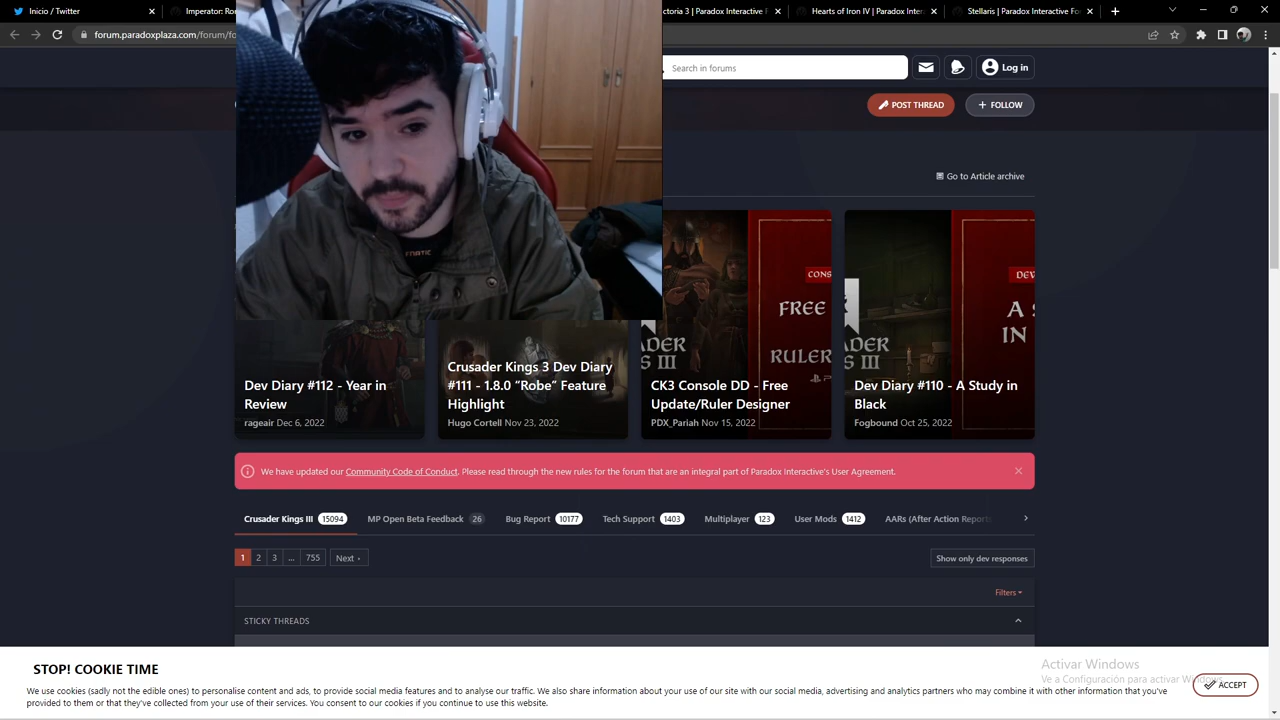 Inicio / Twitter
Imperator: Ro
ctoria 3 | Paradox
Hearts of Iron IV | Paradox Inter
Stellaris | Paradox Interactive Fo
forum.paradoxplaza.com/forum/fo
Search in forums
Log in
POST THREAD
FOLLOW
Go to Article archive
FNATIC
CONS
FREE
RULER
ADER
S III
DEV
A S
IN
ADER
S III
Dev Diary #112 - Year in
Review
rageair Dec 6, 2022
Crusader Kings 3 Dev Diary
#111 - 1.8.0 “Robe” Feature
Highlight
Hugo Cortell Nov 23, 2022
CK3 Console DD - Free
Update/Ruler Designer
PDX_Pariah Nov 15, 2022
Dev Diary #110 - A Study in
Black
Fogbound Oct 25, 2022
We have updated our Community Code of Conduct. Please read through the new rules for the forum that are an integral part of Paradox Interactive's User Agreement.
Crusader Kings III 15094 MP Open Beta Feedback 26 Bug Report 10177 Tech Support 1403 Multiplayer 123 User Mods 1412 AARs (After Action Reports
1 2 3 ... 755 Next
Show only dev responses
Filters
STICKY THREADS
STOP! COOKIE TIME
We use cookies (sadly not the edible ones) to personalise content and ads, to provide social media features and to analyse our traffic. We also share information about your use of our site with our social media, advertising and analytics partners who may combine it with other information that you've
provided to them or that they've collected from your use of their services. You consent to our cookies if you continue to use this website.
ACCEPT
Activar Windows
Ve a Configuración para activar Windows.